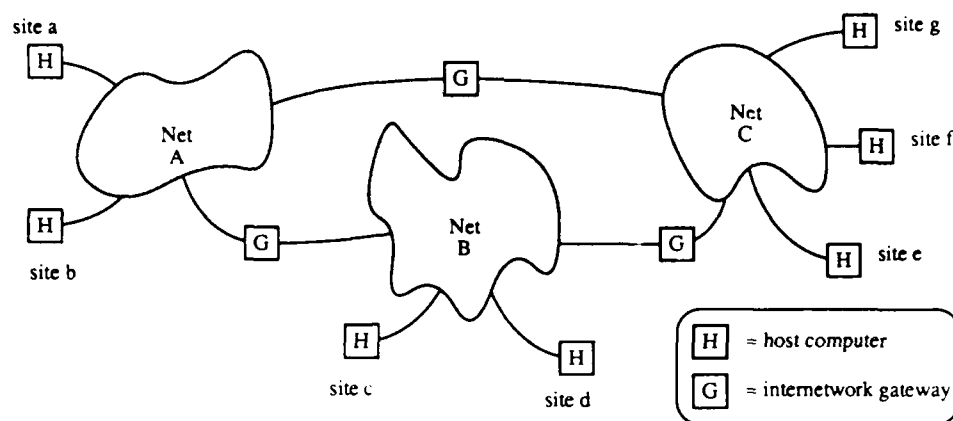 site a
H
site g
H
G
Net
A
Net
C
site f
H
H
site b
G
Net
B
G
H
site e
H
site c
H
site d
H = host computer
G = internetwork gateway